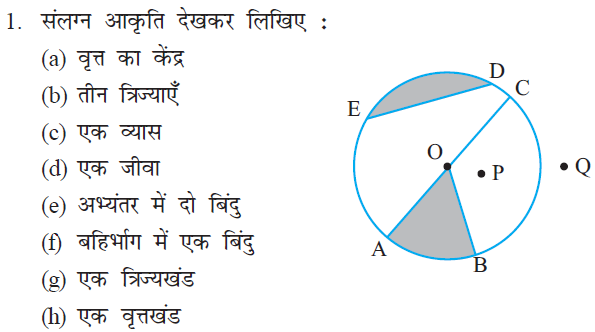 1. संलग्न आकृति देखकर लिखिए :
(a) वृत्त का केंद्र
(b) तीन त्रिज्याएँ
(c) एक व्यास
(d) एक जीवा
(e) अभ्यंतर में दो बिंदु
(f) बहिर्भाग में एक बिंदु
(g) एक त्रिज्यखंड
(h) एक वृत्तखंड
D
C
E
O
P
Q
A
B